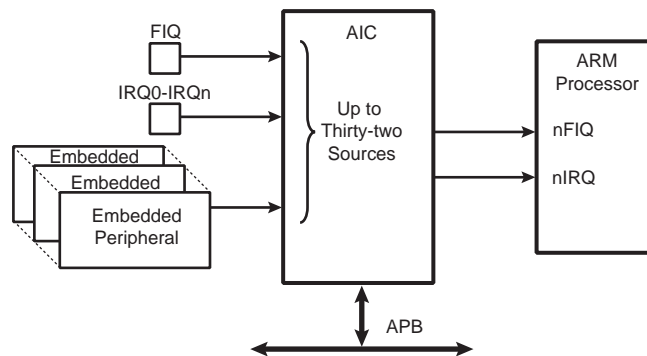 FIQ
IRQ0-IRQn
Embedded
Embedded
Embedded
Peripheral
AIC
Up to
Thirty-two
Sources
ARM
Processor
nFIQ
nIRQ
APB